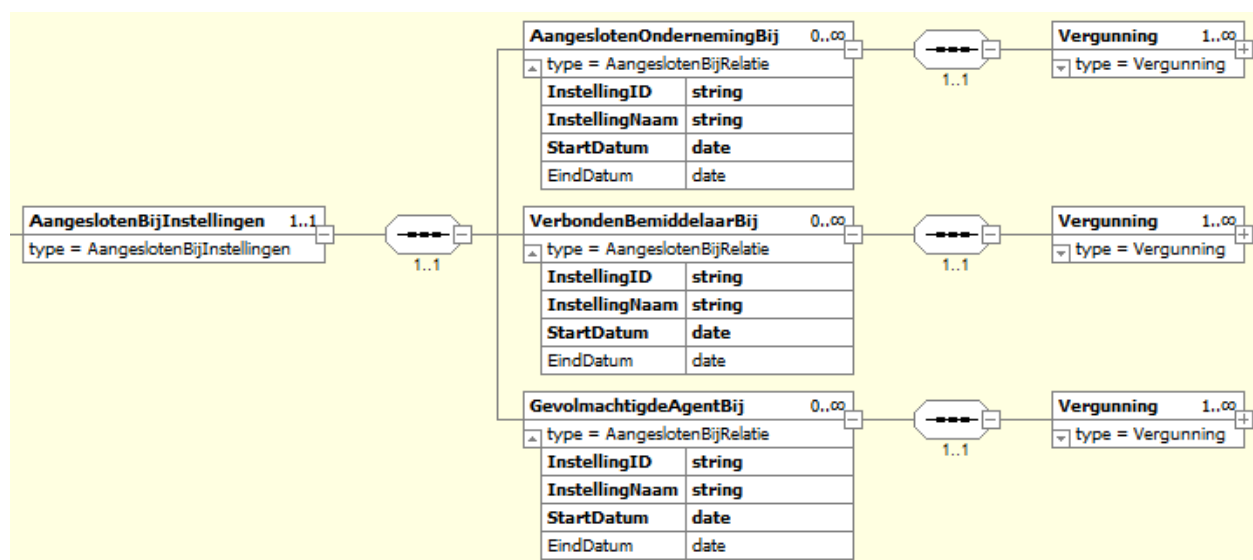 AangeslotenOndernemingBij 0..∞
type = AangeslotenBijRelatie
InstellingID string
InstellingNaam string
StartDatum date
EindDatum date
1..1
Vergunning 1..∞
type = Vergunning
AangeslotenBijInstellingen 1..1
type = AangeslotenBijInstellingen
1..1
VerbondenBemiddelaarBij 0..∞
type = AangeslotenBijRelatie
InstellingID string
InstellingNaam string
StartDatum date
EindDatum date
1..1
Vergunning 1..∞
type = Vergunning
GevolmachtigdeAgentBij 0..∞
type = AangeslotenBijRelatie
InstellingID string
InstellingNaam string
StartDatum date
EindDatum date
1..1
Vergunning 1..∞
type = Vergunning